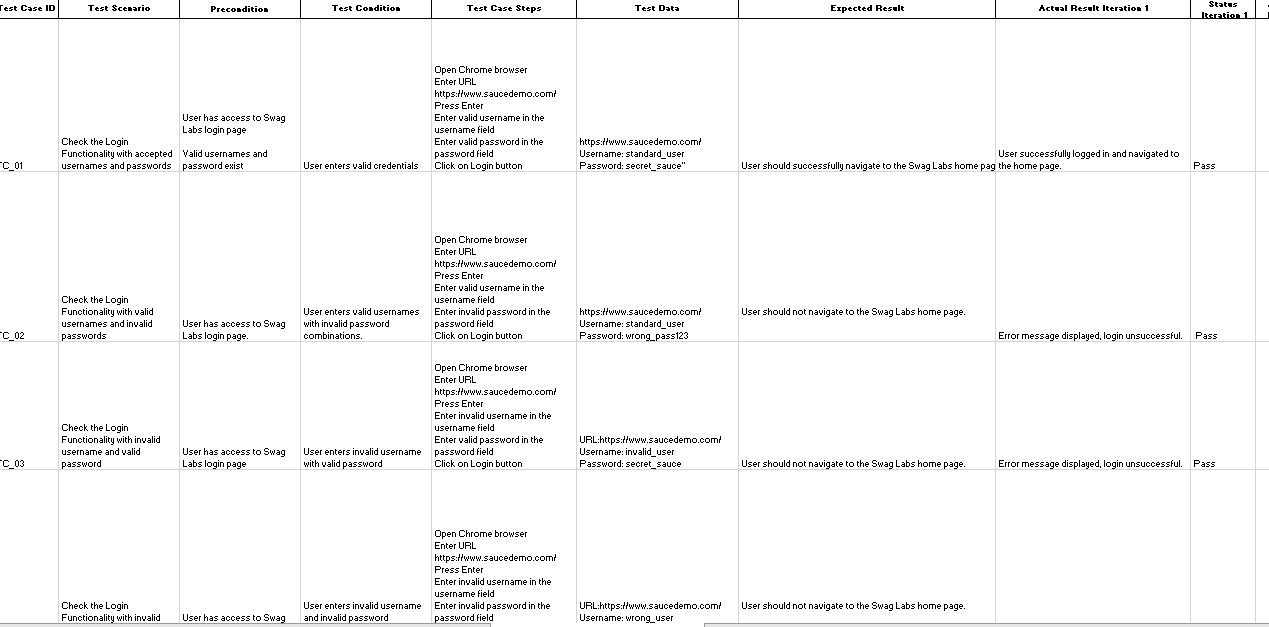 Test Case ID Test Scenario Precondition Test Condition Test Case Steps Test Data Expected Result Actual Result Iteration 1 Status Iteration 1
TC_01
Check the Login
Functionality with accepted
usernames and passwords
User has access to Swag
Labs login page
Valid usernames and
password exist
User enters valid credentials
Open Chrome browser
Enter URL
https://www.saucedemo.com/
Press Enter
Enter valid username in the
username field
Enter valid password in the
password field
Click on Login button
https://www.saucedemo.com/
Username: standard_user
Password: secret_sauce"
User should successfully navigate to the Swag Labs home pag
User successfully logged in and navigated to
the home page.
Pass
TC_02
Check the Login
Functionality with valid
usernames and invalid
passwords
User has access to Swag
Labs login page.
User enters valid usernames
with invalid password
combinations.
Open Chrome browser
Enter URL
https://www.saucedemo.com/
Press Enter
Enter valid username in the
username field
Enter invalid password in the
password field
Click on Login button
https://www.saucedemo.com/
Username: standard_user
Password: wrong_pass123
User should not navigate to the Swag Labs home page.
Error message displayed, login unsuccessful.
Pass
TC_03
Check the Login
Functionality with invalid
username and valid
password
User has access to Swag
Labs login page
User enters invalid username
with valid password
Open Chrome browser
Enter URL
https://www.saucedemo.com/
Press Enter
Enter invalid username in the
username field
Enter valid password in the
password field
Click on Login button
URL:https://www.saucedemo.com/
Username: invalid_user
Password: secret_sauce
User should not navigate to the Swag Labs home page.
Error message displayed, login unsuccessful.
Pass
Check the Login
Functionality with invalid
User has access to Swag
User enters invalid username
and invalid password
Open Chrome browser
Enter URL
https://www.saucedemo.com/
Press Enter
Enter invalid username in the
username field
Enter invalid password in the
password field
URL:https://www.saucedemo.com/
Username: wrong_user
User should not navigate to the Swag Labs home page.